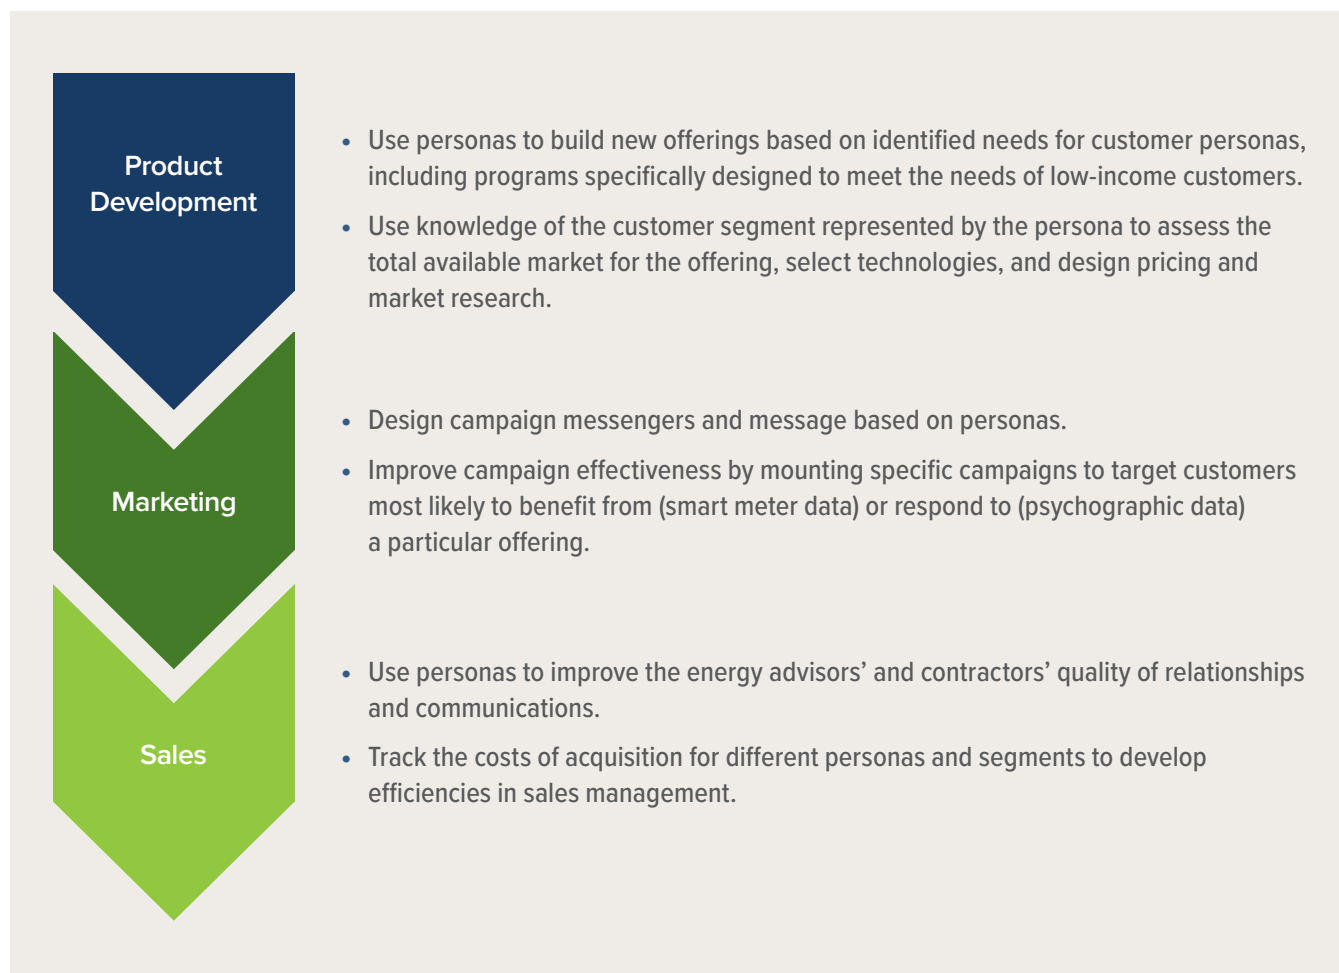 Product
Development
• Use personas to build new offerings based on identified needs for customer personas,
including programs specifically designed to meet the needs of low-income customers.
• Use knowledge of the customer segment represented by the persona to assess the
total available market for the offering, select technologies, and design pricing and
market research.
Marketing
• Design campaign messengers and message based on personas.
• Improve campaign effectiveness by mounting specific campaigns to target customers
most likely to benefit from (smart meter data) or respond to (psychographic data)
a particular offering.
Sales
• Use personas to improve the energy advisors’ and contractors’ quality of relationships
and communications.
• Track the costs of acquisition for different personas and segments to develop
efficiencies in sales management.